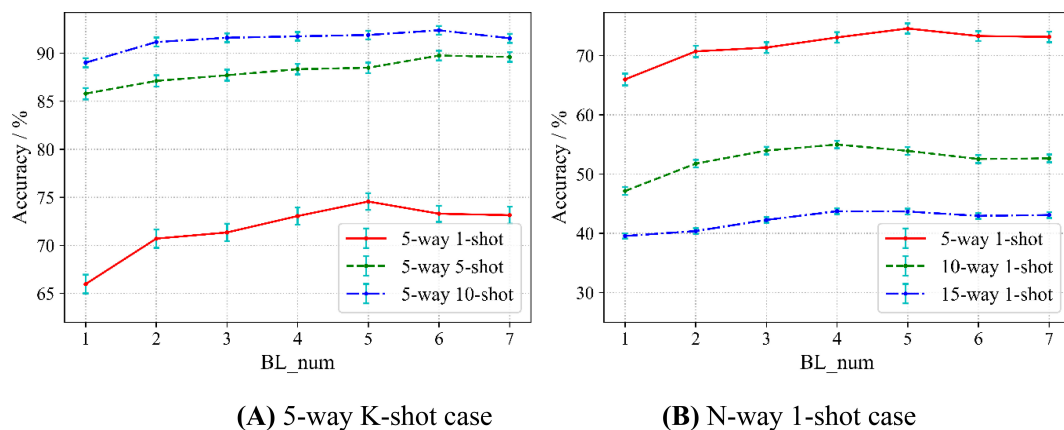 Accuracy / %
90
85
80
75
70
65
1 2 3 4 5 6 7
BL_num
5-way 1-shot
5-way 5-shot
5-way 10-shot
(A) 5-way K-shot case
Accuracy / %
70
60
50
40
30
1 2 3 4 5 6 7
BL_num
5-way 1-shot
10-way 1-shot
15-way 1-shot
(B) N-way 1-shot case